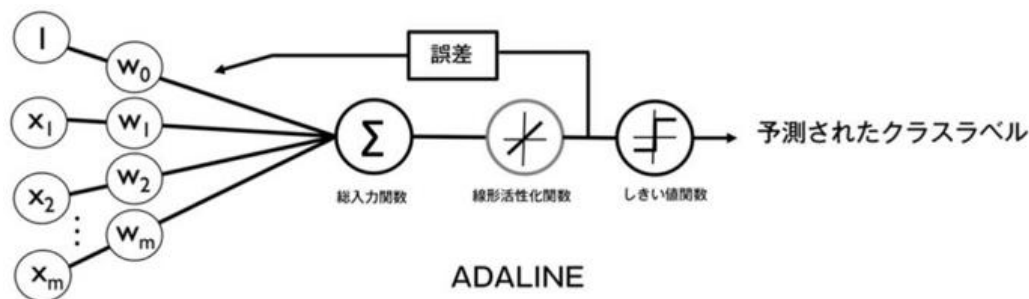 1
w₀
誤差
x₁
w₁
Σ
予測されたクラスラベル
x₂
w₂
総入力関数
線形活性化関数
しきい値関数
⋮
wₘ
xₘ
ADALINE